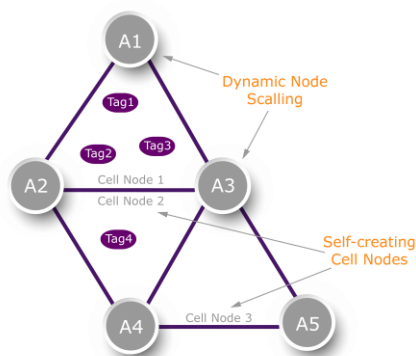 A1
Dynamic Node
Scalling
Tag1
Tag2
Tag3
A2
Cell Node 1
A3
Cell Node 2
Tag4
Self-creating
Cell Nodes
A4
Cell Node 3
A5